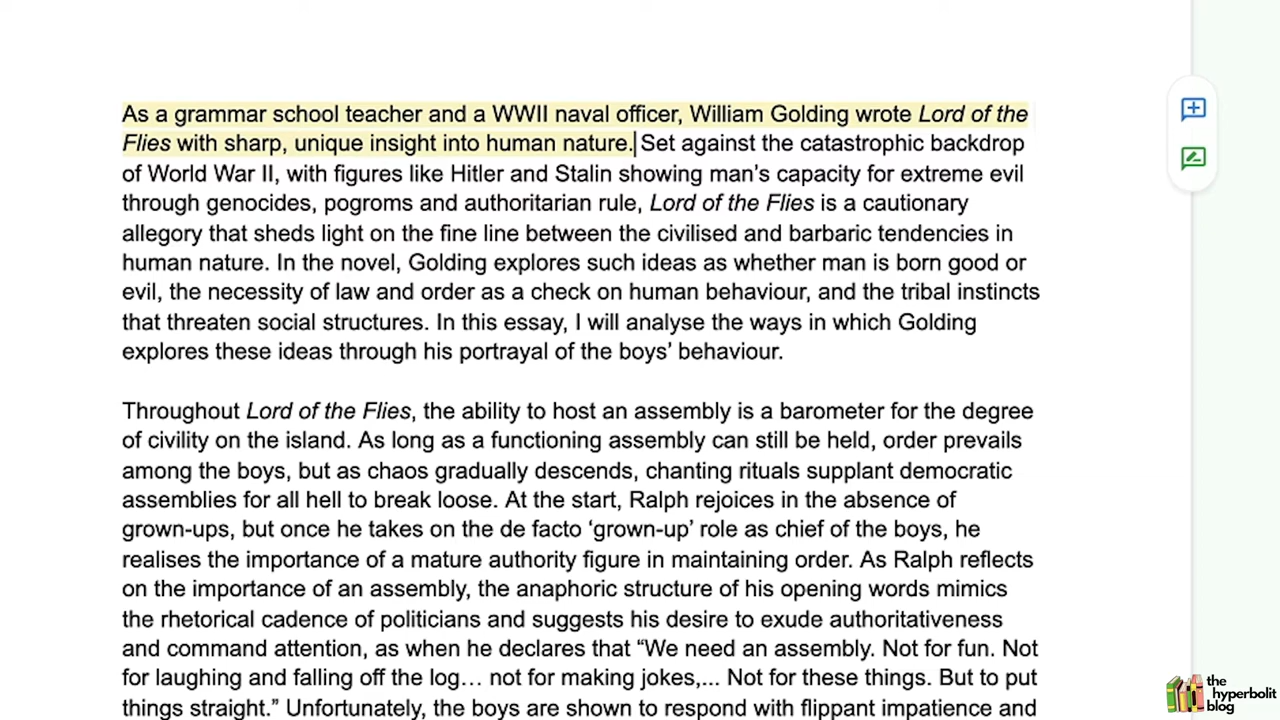 As a grammar school teacher and a WWII naval officer, William Golding wrote Lord of the
Flies with sharp, unique insight into human nature. Set against the catastrophic backdrop
of World War II, with figures like Hitler and Stalin showing man's capacity for extreme evil
through genocides, pogroms and authoritarian rule, Lord of the Flies is a cautionary
allegory that sheds light on the fine line between the civilised and barbaric tendencies in
human nature. In the novel, Golding explores such ideas as whether man is born good or
evil, the necessity of law and order as a check on human behaviour, and the tribal instincts
that threaten social structures. In this essay, I will analyse the ways in which Golding
explores these ideas through his portrayal of the boys' behaviour.
Throughout Lord of the Flies, the ability to host an assembly is a barometer for the degree
of civility on the island. As long as a functioning assembly can still be held, order prevails
among the boys, but as chaos gradually descends, chanting rituals supplant democratic
assemblies for all hell to break loose. At the start, Ralph rejoices in the absence of
grown-ups, but once he takes on the de facto ‘grown-up’ role as chief of the boys, he
realises the importance of a mature authority figure in maintaining order. As Ralph reflects
on the importance of an assembly, the anaphoric structure of his opening words mimics
the rhetorical cadence of politicians and suggests his desire to exude authoritativeness
and command attention, as when he declares that “We need an assembly. Not for fun. Not
for laughing and falling off the log… not for making jokes,... Not for these things. But to put
things straight.” Unfortunately, the boys are shown to respond with flippant impatience and
the
hyperbolit
blog